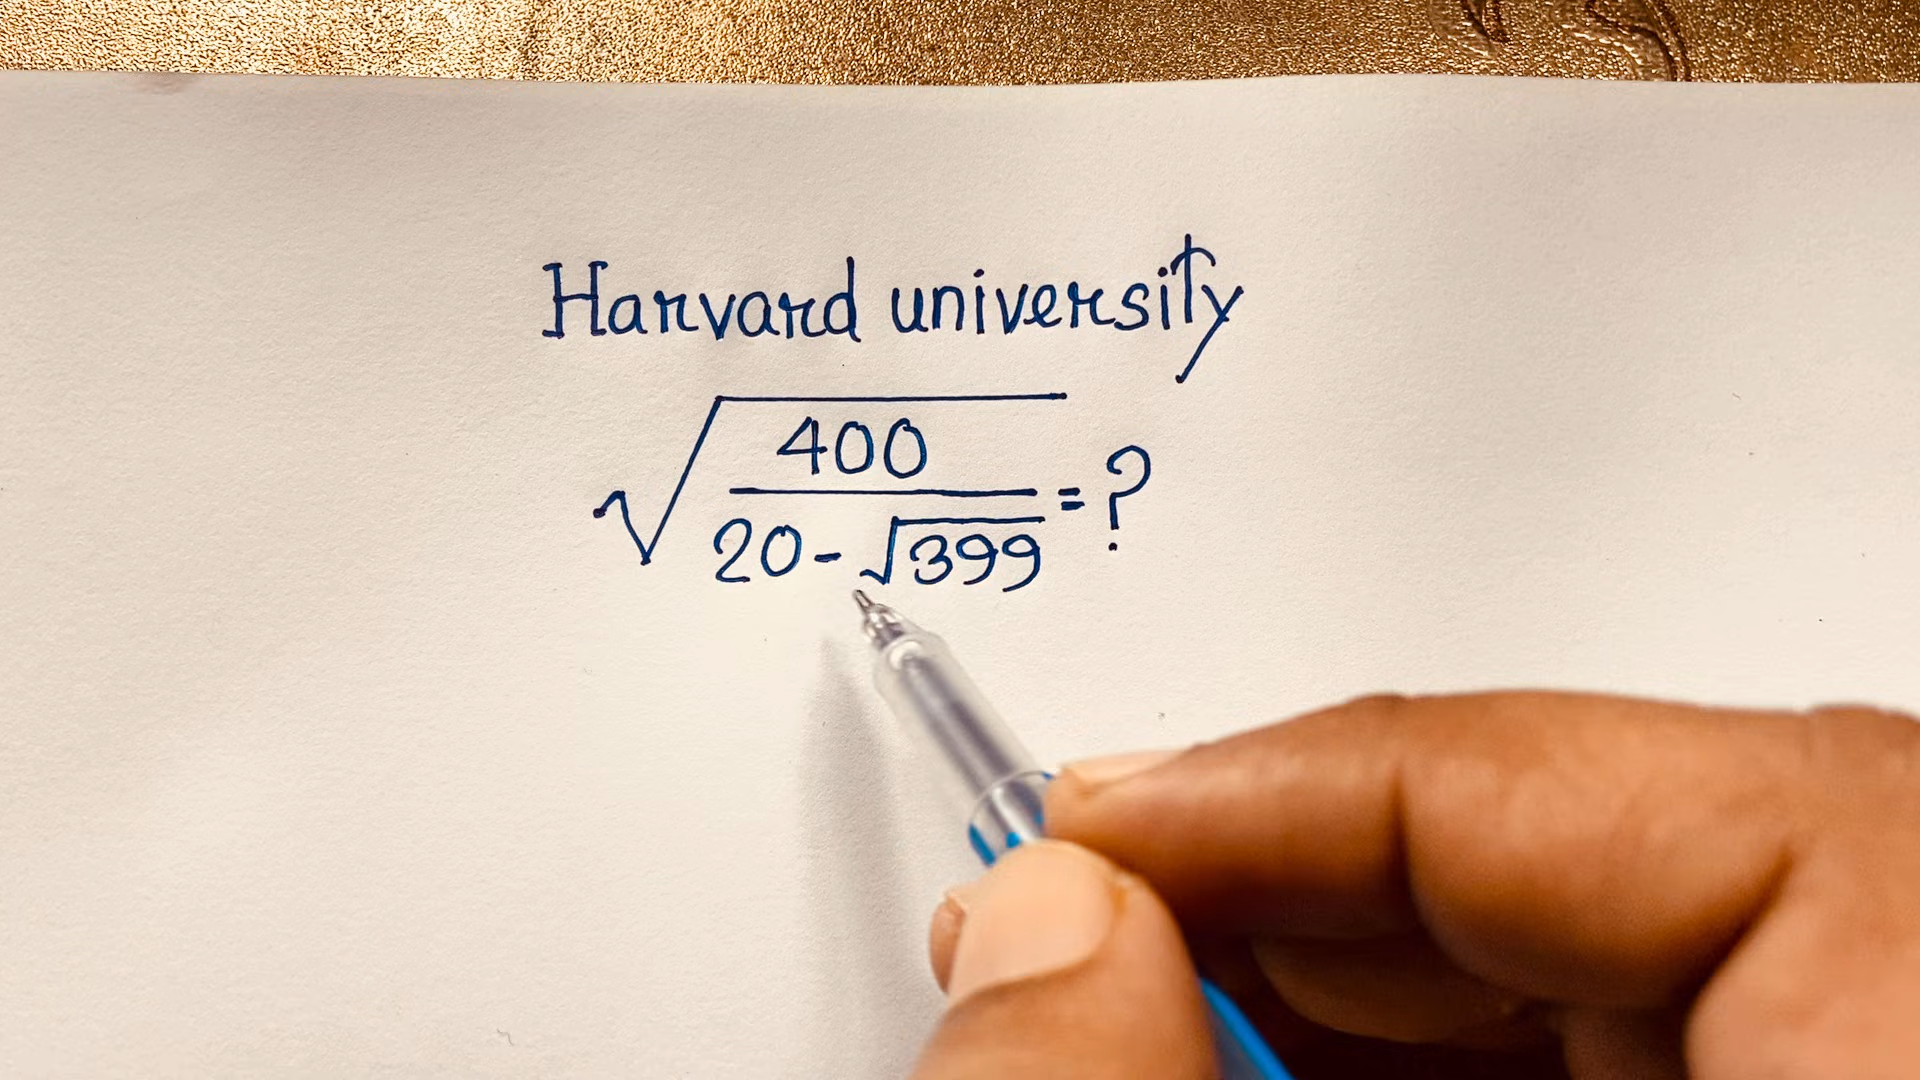 Harvard university
√(400/(20-√399)) = ?